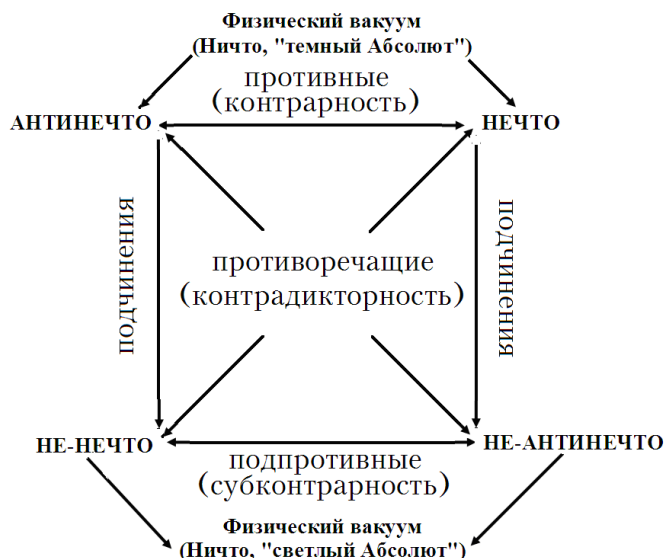 Физический вакуум
(Ничто, "темный Абсолют")
противные
(контрарность)
АНТИНЕЧТО
НЕЧТО
подчинения
подчинения
противоречащие
(контрадикторность)
НЕ-НЕЧТО
НЕ-АНТИНЕЧТО
подпротивные
(субконтрарность)
Физический вакуум
(Ничто, "светлый Абсолют")